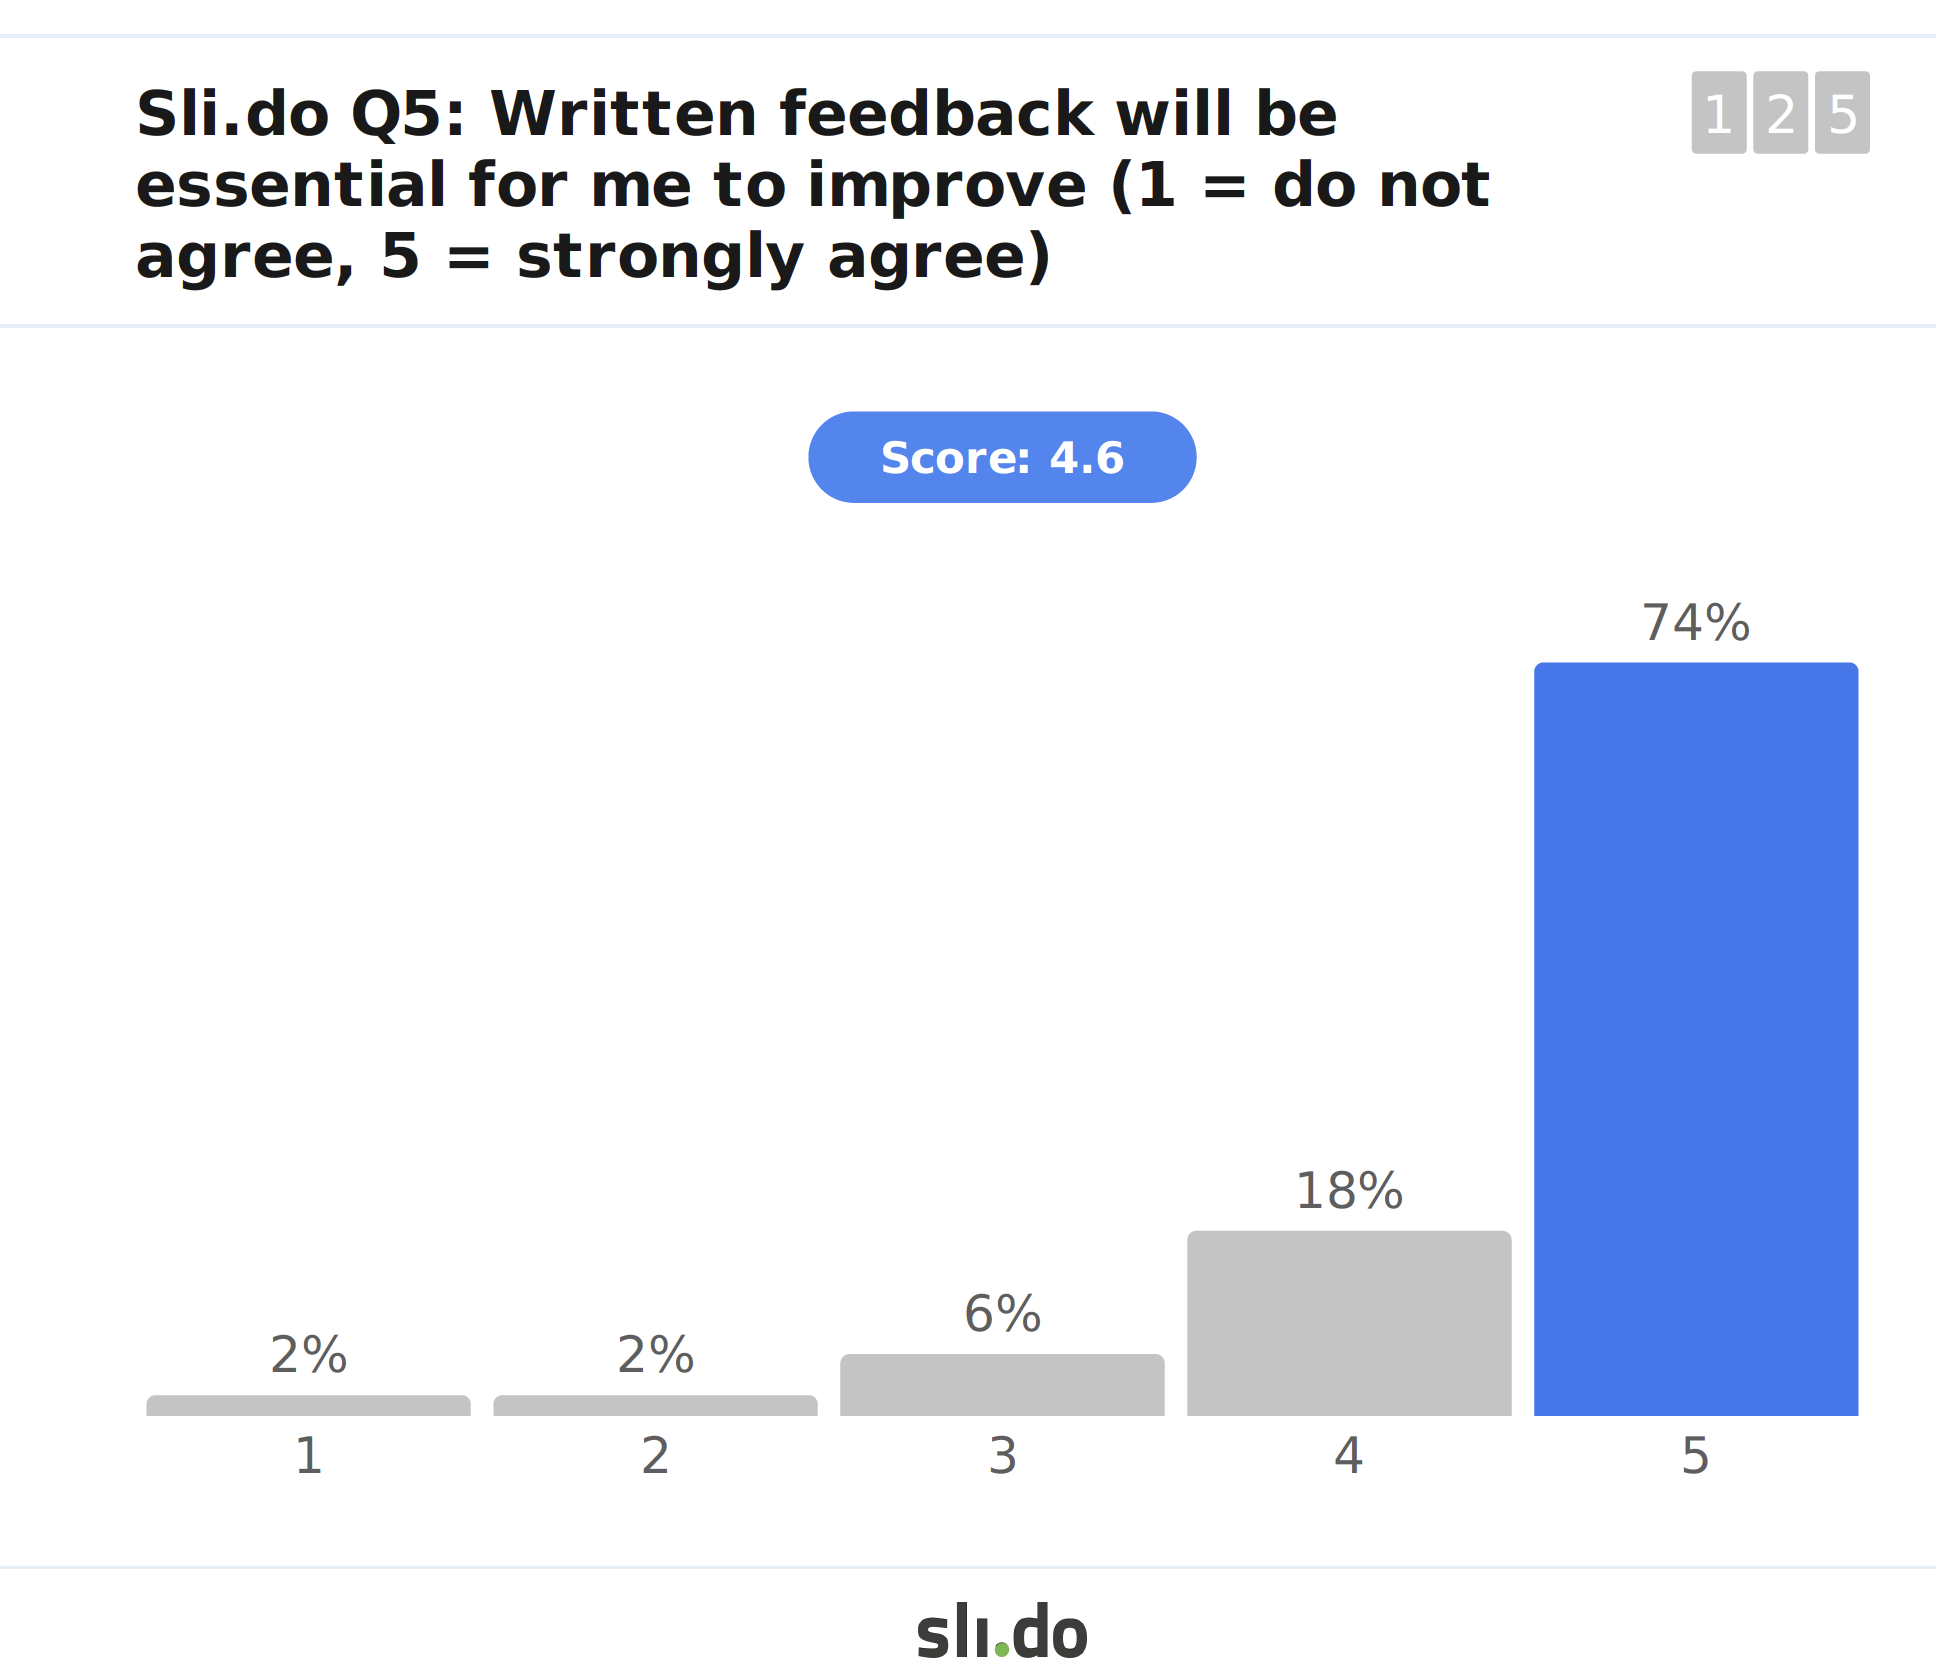 Sli.do Q5: Written feedback will be
essential for me to improve (1 = do not
agree, 5 = strongly agree)
1 2 5
Score: 4.6
74%
18%
6%
2% 2%
1 2 3 4 5
sli.do